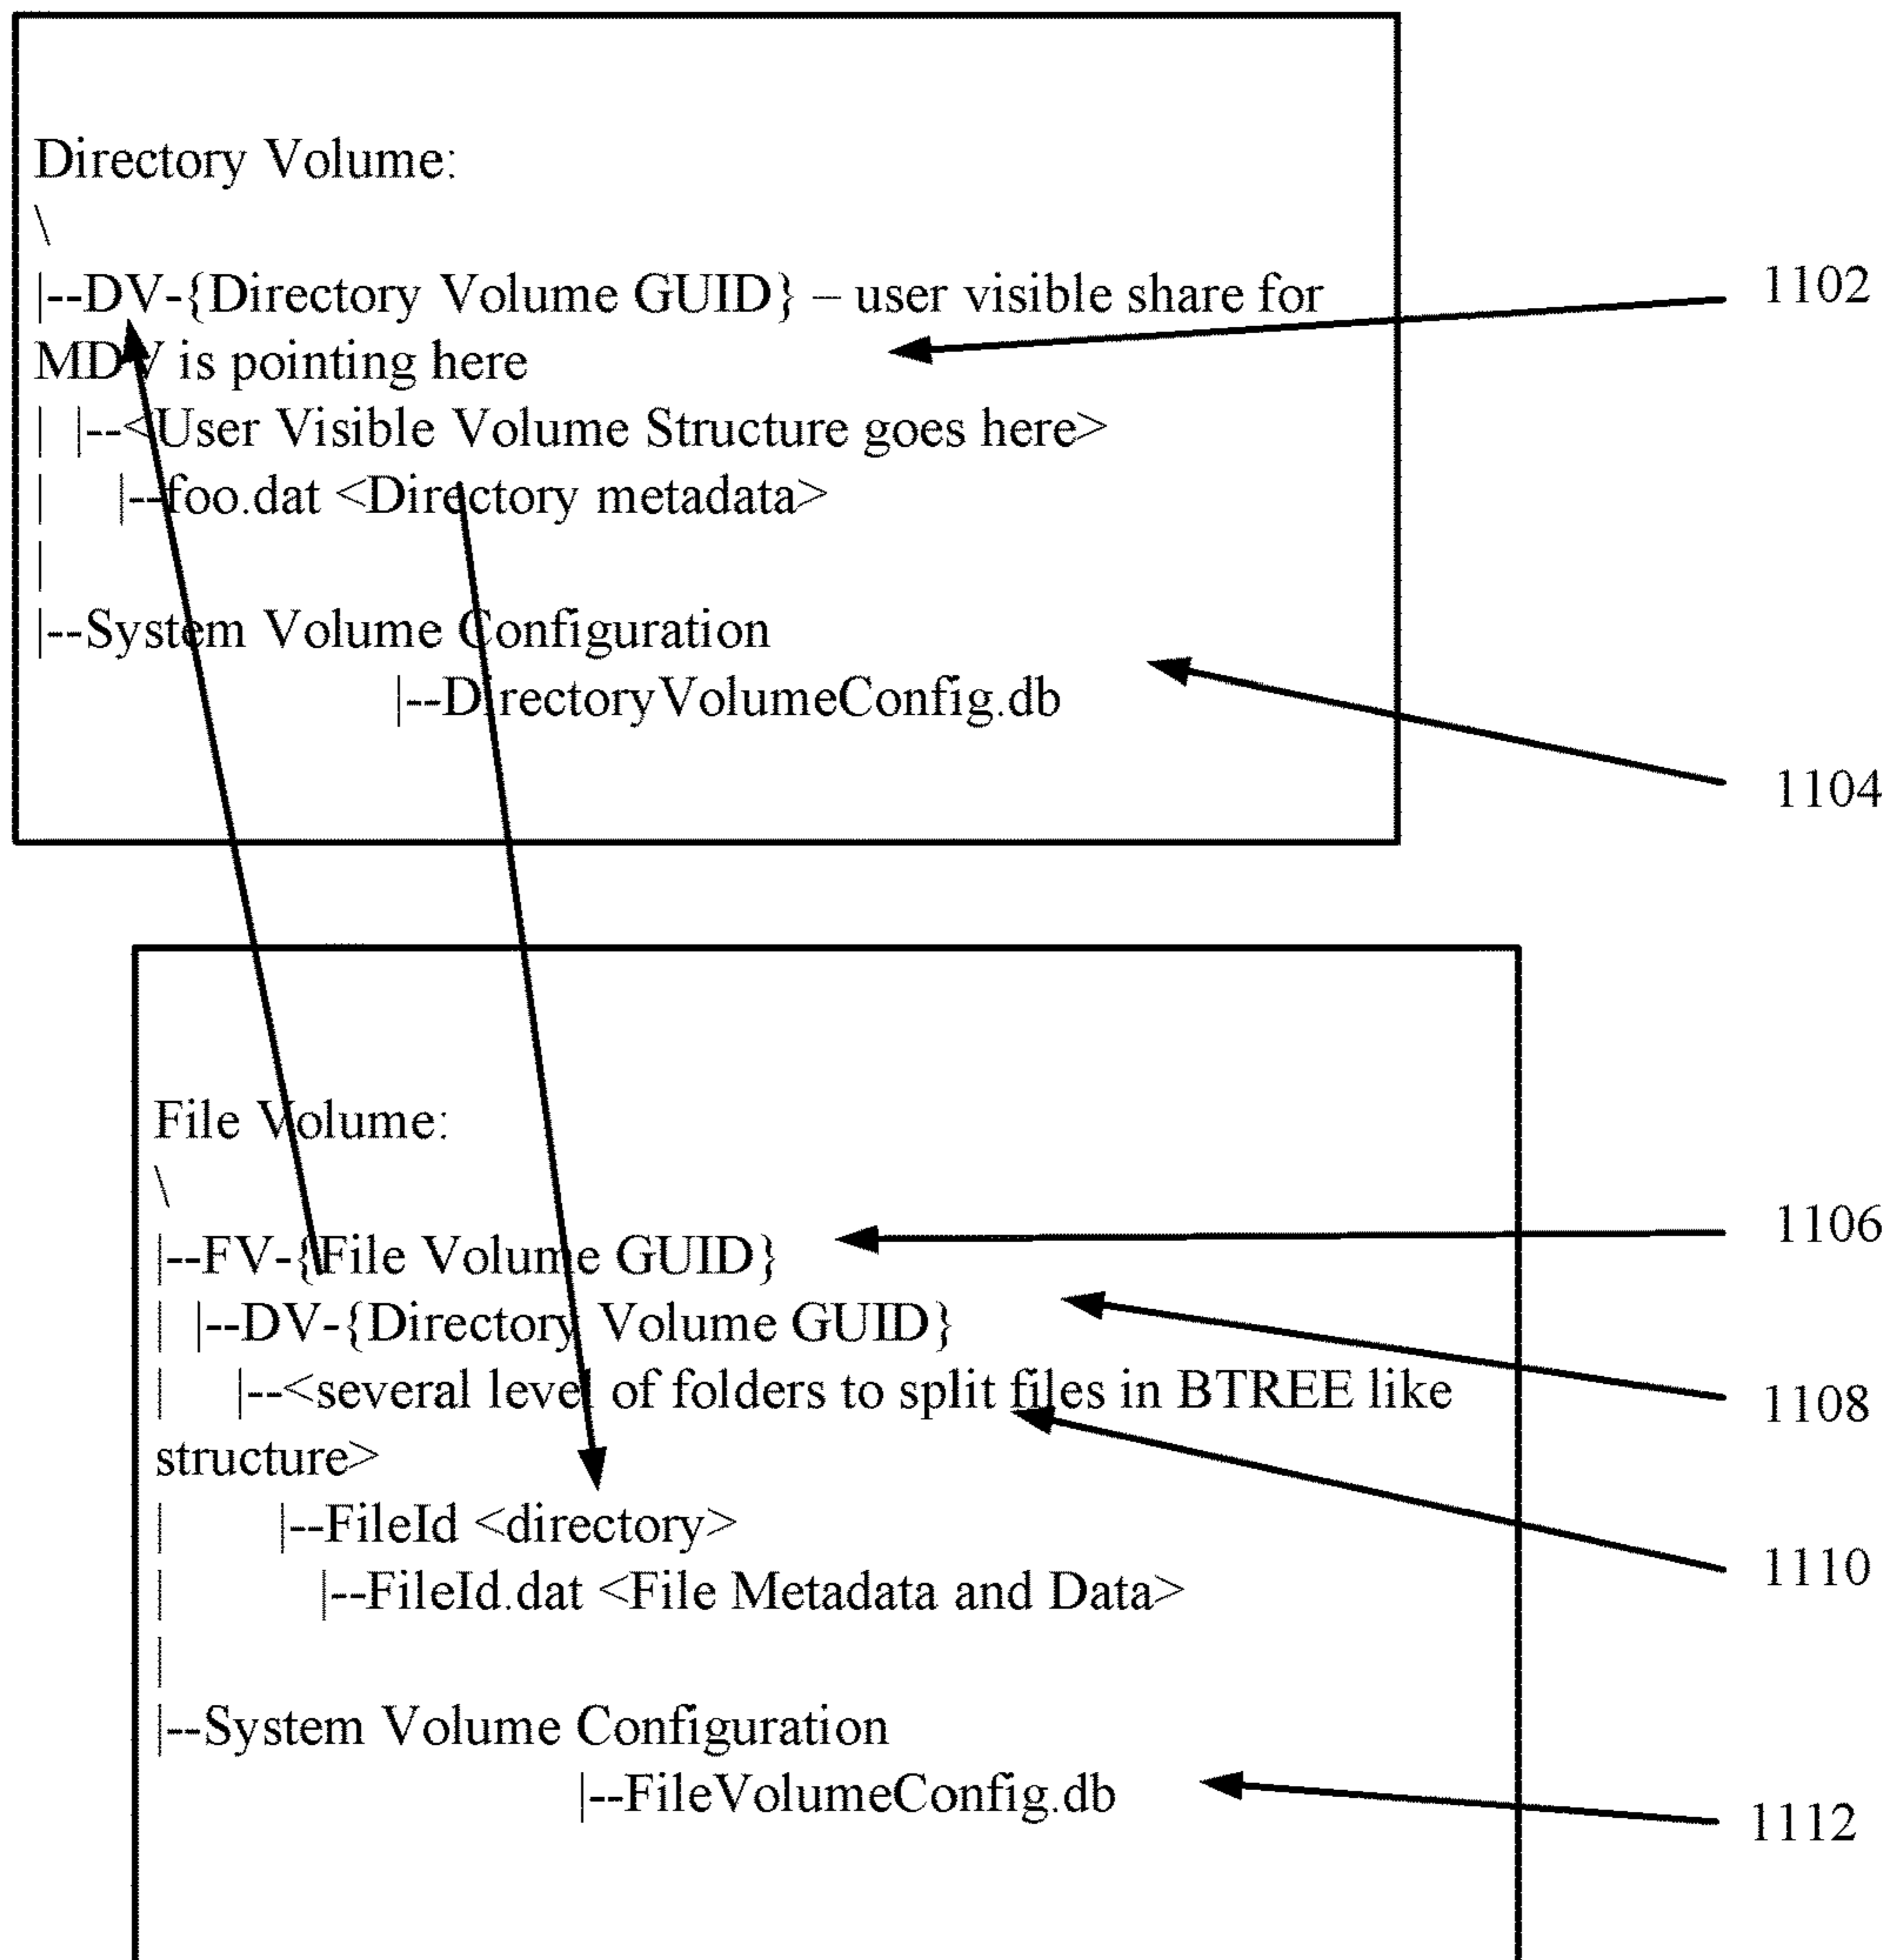 Directory Volume:
\
|--DV-{Directory Volume GUID} – user visible share for
MDV is pointing here
| |--<User Visible Volume Structure goes here>
| |--foo.dat <Directory metadata>
|
|--System Volume Configuration
|--DirectoryVolumeConfig.db
1102
1104
File Volume:
\
|--FV-{File Volume GUID}
| |--DV-{Directory Volume GUID}
| |--<several level of folders to split files in BTREE like
structure>
| |--FileId <directory>
| |--FileId.dat <File Metadata and Data>
|
|--System Volume Configuration
|--FileVolumeConfig.db
1106
1108
1110
1112